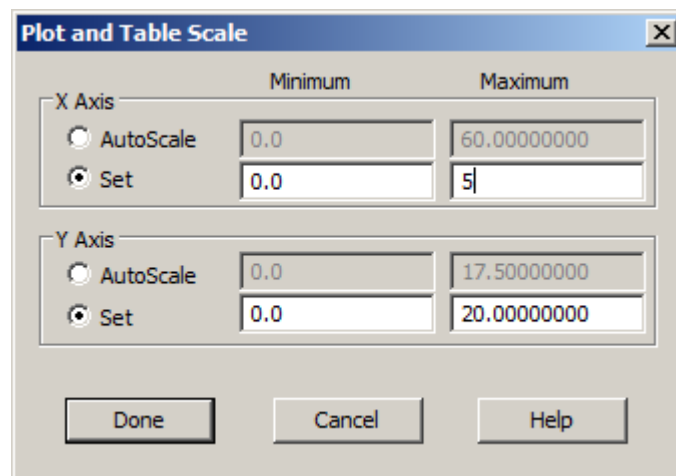 Plot and Table Scale
Minimum Maximum
X Axis
AutoScale 0.0 60.00000000
Set 0.0 5
Y Axis
AutoScale 0.0 17.50000000
Set 0.0 20.00000000
Done Cancel Help